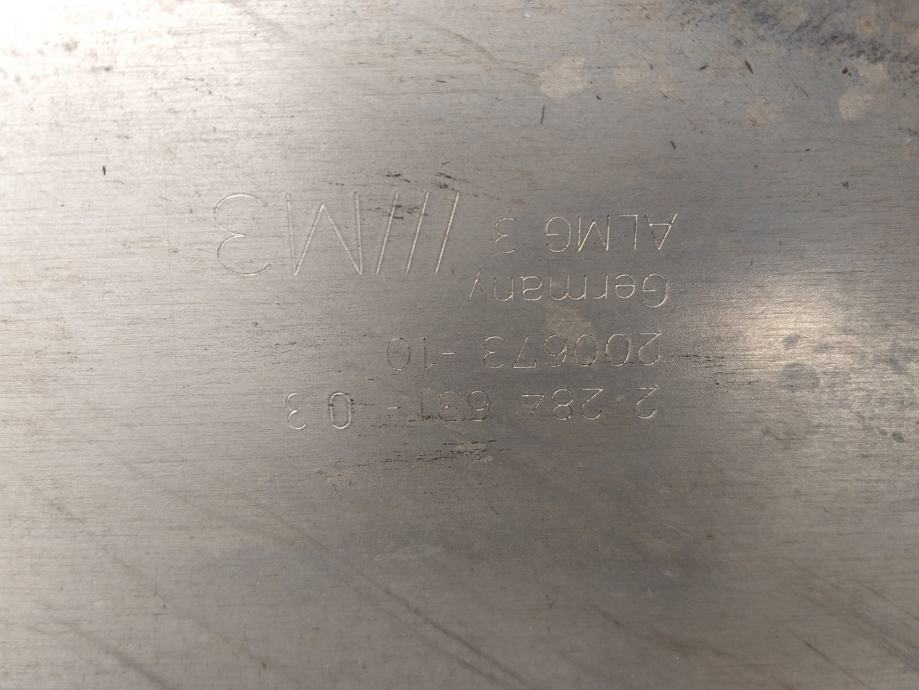 2 284 631- 03
200673 -10
Germany
ALMG 3 ///M3